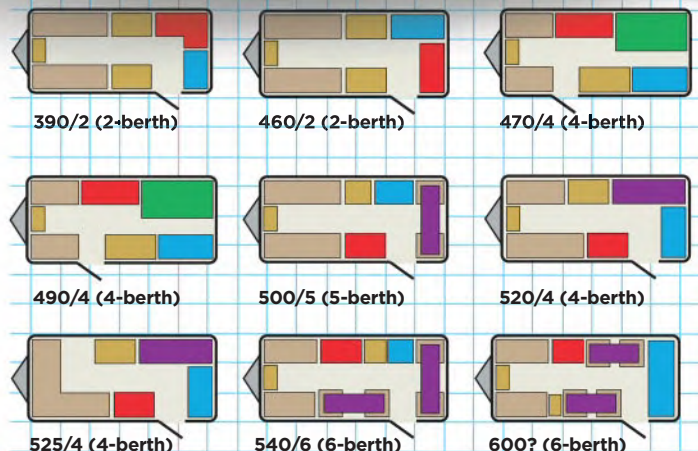 390/2 (2-berth)
460/2 (2-berth)
470/4 (4-berth)
490/4 (4-berth)
500/5 (5-berth)
520/4 (4-berth)
525/4 (4-berth)
540/6 (6-berth)
600? (6-berth)